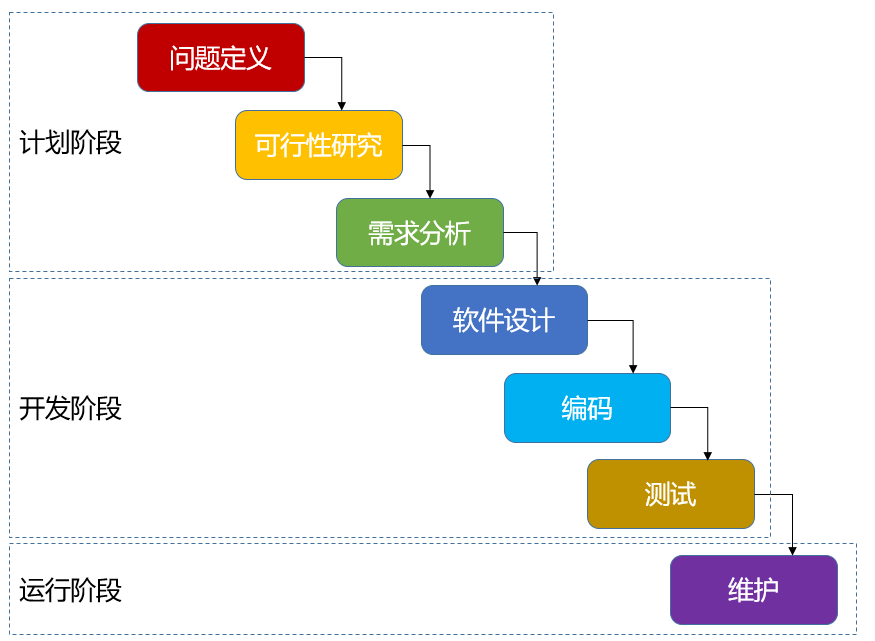 问题定义
计划阶段
可行性研究
需求分析
软件设计
开发阶段
编码
测试
运行阶段
维护